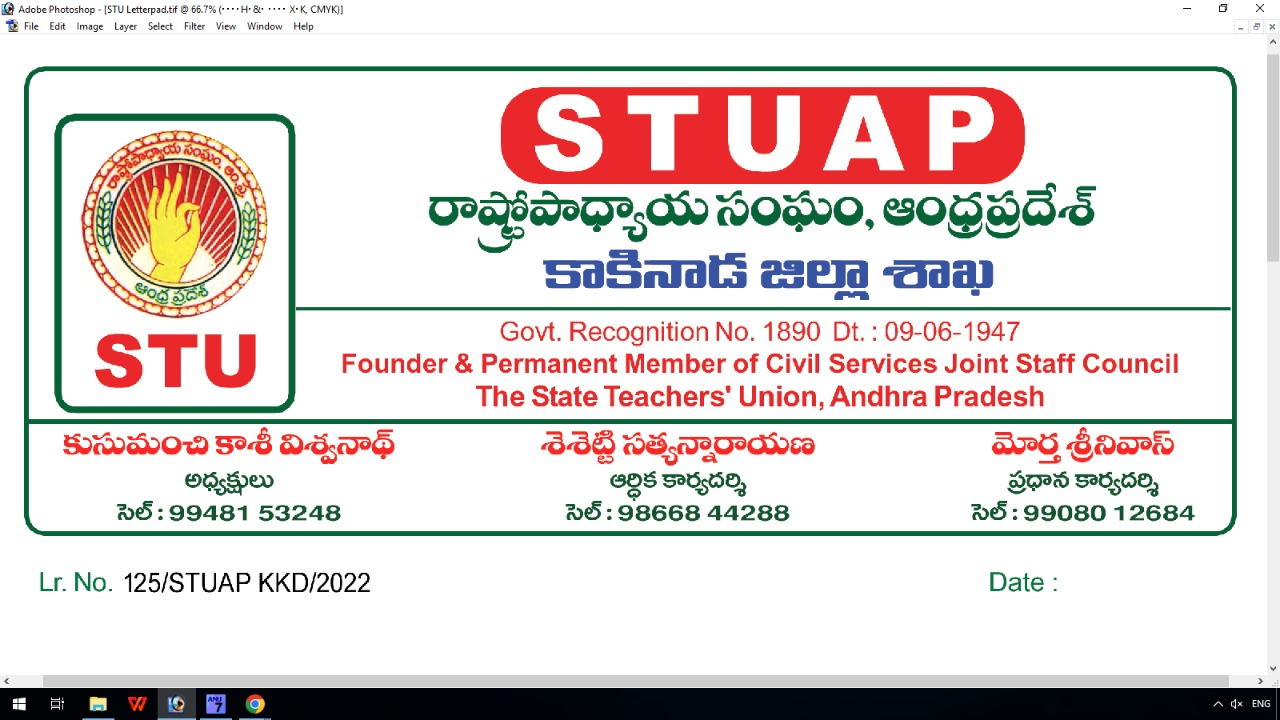 Adobe Photoshop - [STU Letterpad.tif @ 66.7% (···· H· &· ···· X· K, CMYK)]
File Edit Image Layer Select Filter View Window Help
STUAP
రాష్ట్రోపాధ్యాయ సంఘం, ఆంధ్రప్రదేశ్
కాకినాడ జిల్లా శాఖ
రాష్ట్రోపాధ్యాయ సంఘం, ఆంధ్ర
ఆంధ్ర ప్రదేశ్
STU
Govt. Recognition No. 1890 Dt. : 09-06-1947
Founder & Permanent Member of Civil Services Joint Staff Council
The State Teachers' Union, Andhra Pradesh
కుసుమంచి కాశీ విశ్వనాథ్ శెశెట్టి సత్యన్నారాయణ మోర్త శ్రీనివాస్
అధ్యక్షులు ఆర్ధిక కార్యదర్శి ప్రధాన కార్యదర్శి
సెల్ : 99481 53248 సెల్ : 98668 44288 సెల్ : 99080 12684
Lr. No. 125/STUAP KKD/2022 Date :
ANU 7
ENG